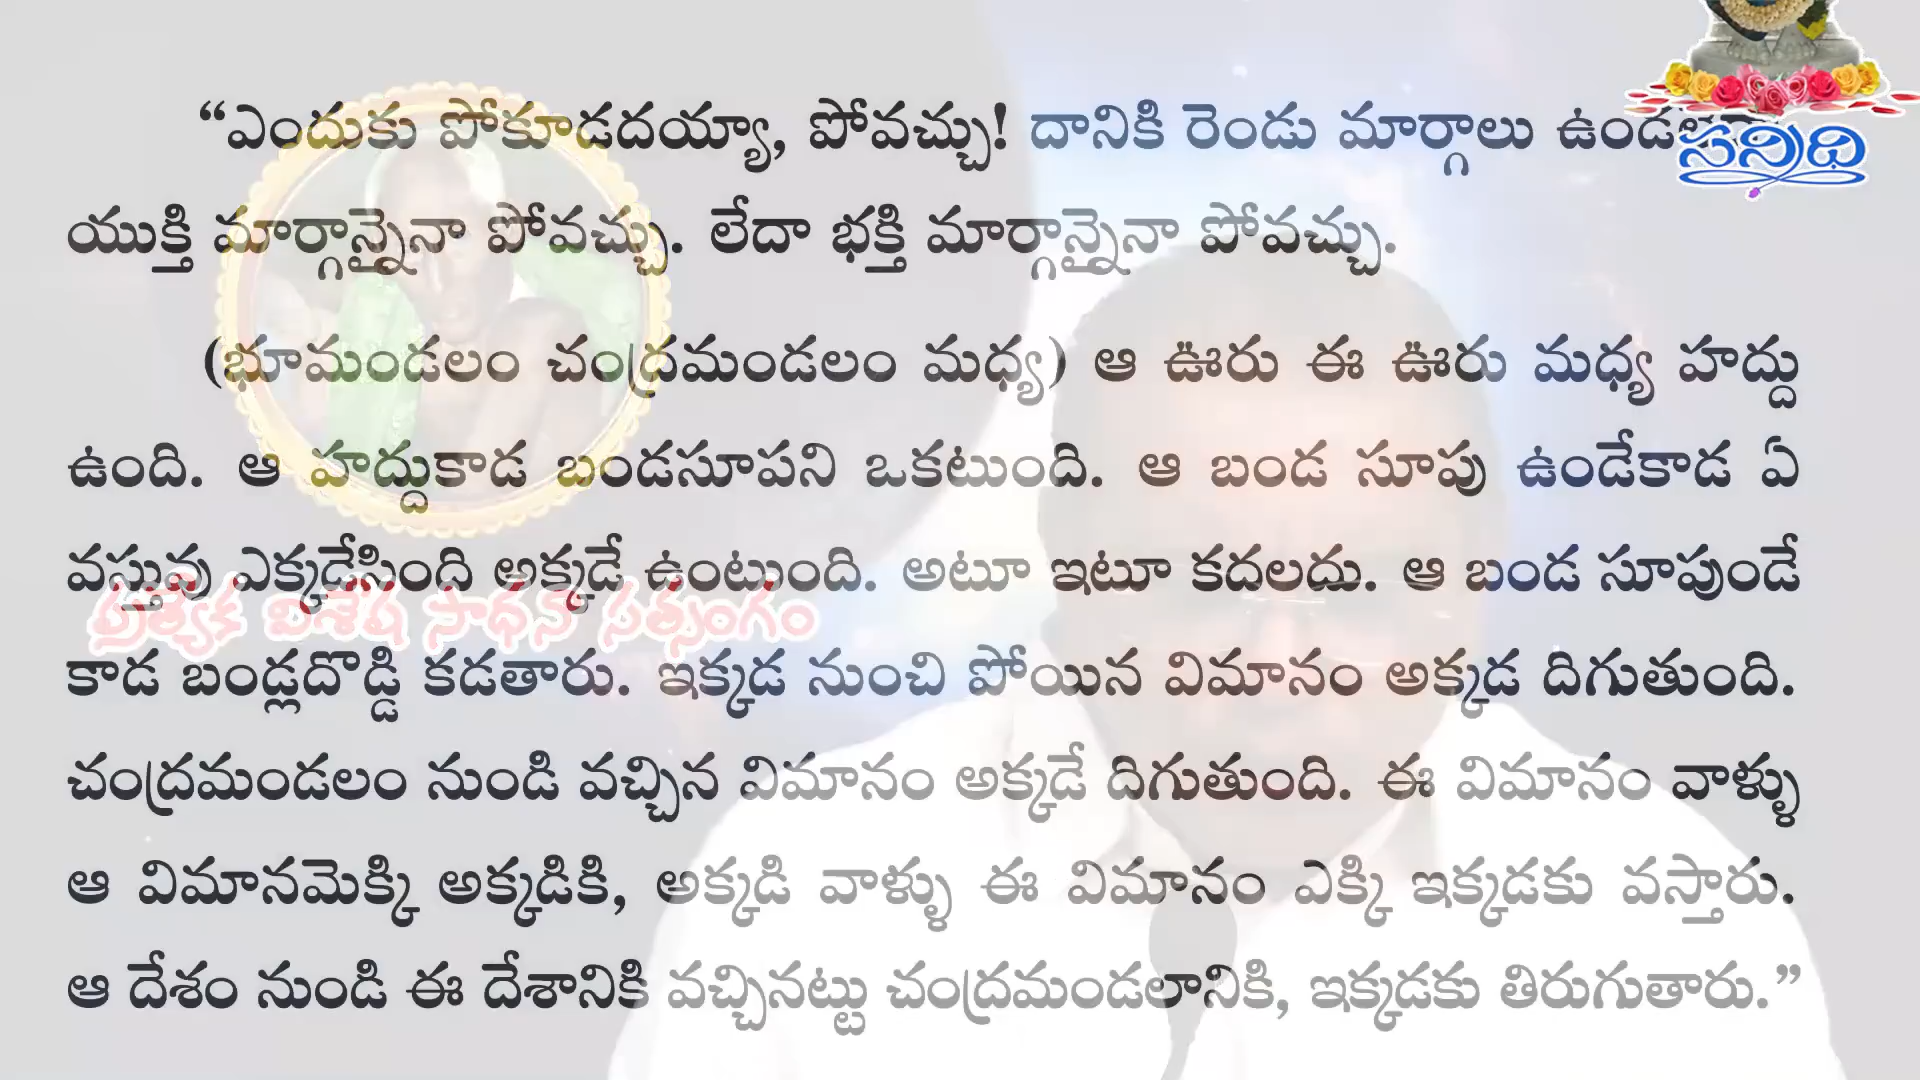 “ఎందుకు పోకూడదయ్యా, పోవచ్చు! దానికి రెండు మార్గాలు
సన్నిధి
యుక్తి మార్గాన్నైనా పోవచ్చు. లేదా భక్తి మార్గాన్నైనా పోవచ్చు.
(భూమండలం చంద్రమండలం మధ్య) ఆ ఊరు ఈ ఊరు మధ్య హద్దు
ఉంది. ఆ హద్దుకాడ బండసూపని ఒకటుంది. ఆ బండ సూపు ఉండేకాడ ఏ
వస్తువు ఎక్కడేసింది అక్కడే ఉంటుంది. అటూ ఇటూ కదలదు. ఆ బండ సూపుండే
ప్రత్యేక విశేష సాధనా సత్సంగం
కాడ బండ్లదొడ్డి కడతారు. ఇక్కడ నుంచి పోయిన విమానం అక్కడ దిగుతుంది.
చంద్రమండలం నుండి వచ్చిన విమానం అక్కడే దిగుతుంది. ఈ విమానం వాళ్ళు
ఆ విమానమెక్కి అక్కడికి, అక్కడి వాళ్ళు ఈ విమానం ఎక్కి ఇక్కడకు వస్తారు.
ఆ దేశం నుండి ఈ దేశానికి వచ్చినట్టు చంద్రమండలానికి, ఇక్కడకు తిరుగుతారు.”